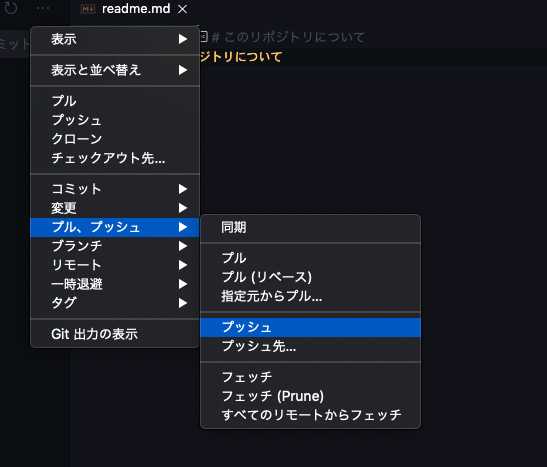 readme.md
ミット
# このリポジトリについて
ジトリについて
表示
表示と並べ替え
プル
プッシュ
クローン
チェックアウト先...
コミット
変更
プル、プッシュ
ブランチ
リモート
一時退避
タグ
Git 出力の表示
同期
プル
プル (リベース)
指定元からプル...
プッシュ
プッシュ先...
フェッチ
フェッチ (Prune)
すべてのリモートからフェッチ